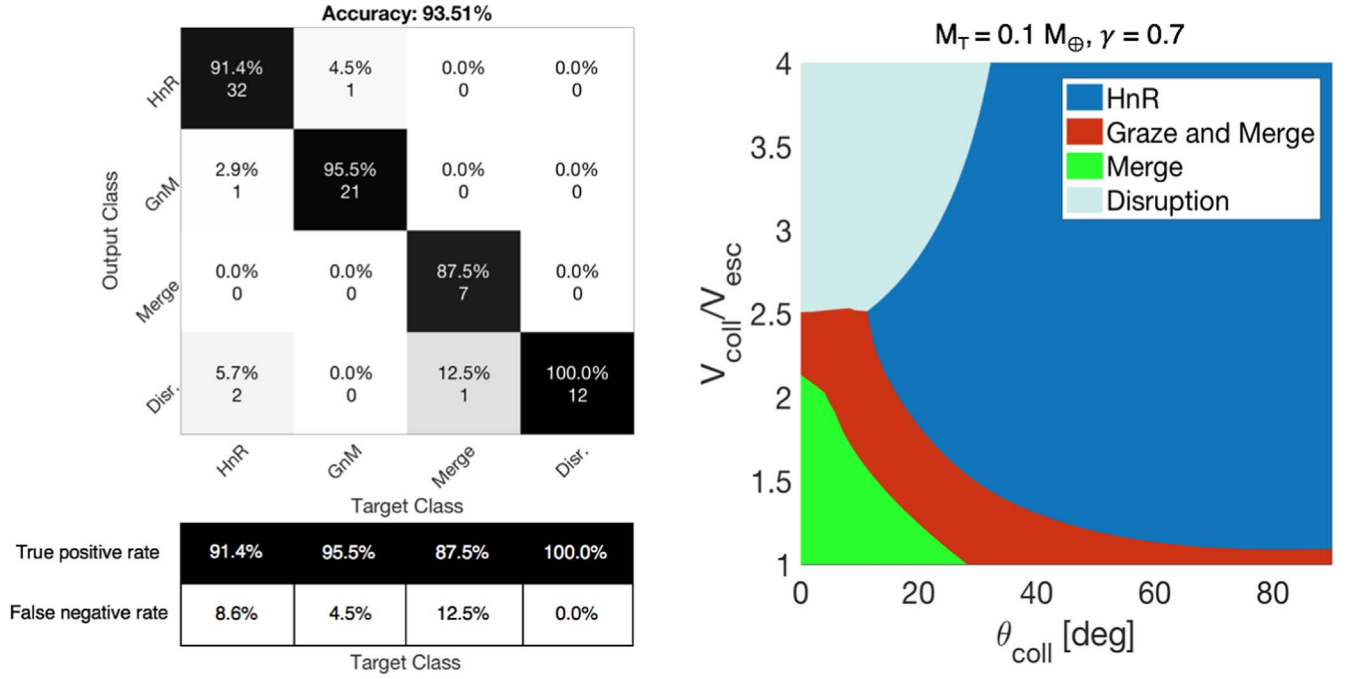 Accuracy: 93.51%
Output Class
HnR
91.4% 4.5% 0.0% 0.0%
32 1 0 0
GnM
2.9% 95.5% 0.0% 0.0%
1 21 0 0
Merge
0.0% 0.0% 87.5% 0.0%
0 0 7 0
Disr.
5.7% 0.0% 12.5% 100.0%
2 0 1 12
HnR GnM Merge Disr.
Target Class
True positive rate 91.4% 95.5% 87.5% 100.0%
False negative rate 8.6% 4.5% 12.5% 0.0%
Target Class
M_T = 0.1 M_⊕, γ = 0.7
V_coll/V_esc
4
3.5
3
2.5
2
1.5
1
HnR
Graze and Merge
Merge
Disruption
0 20 40 60 80
θ_coll [deg]